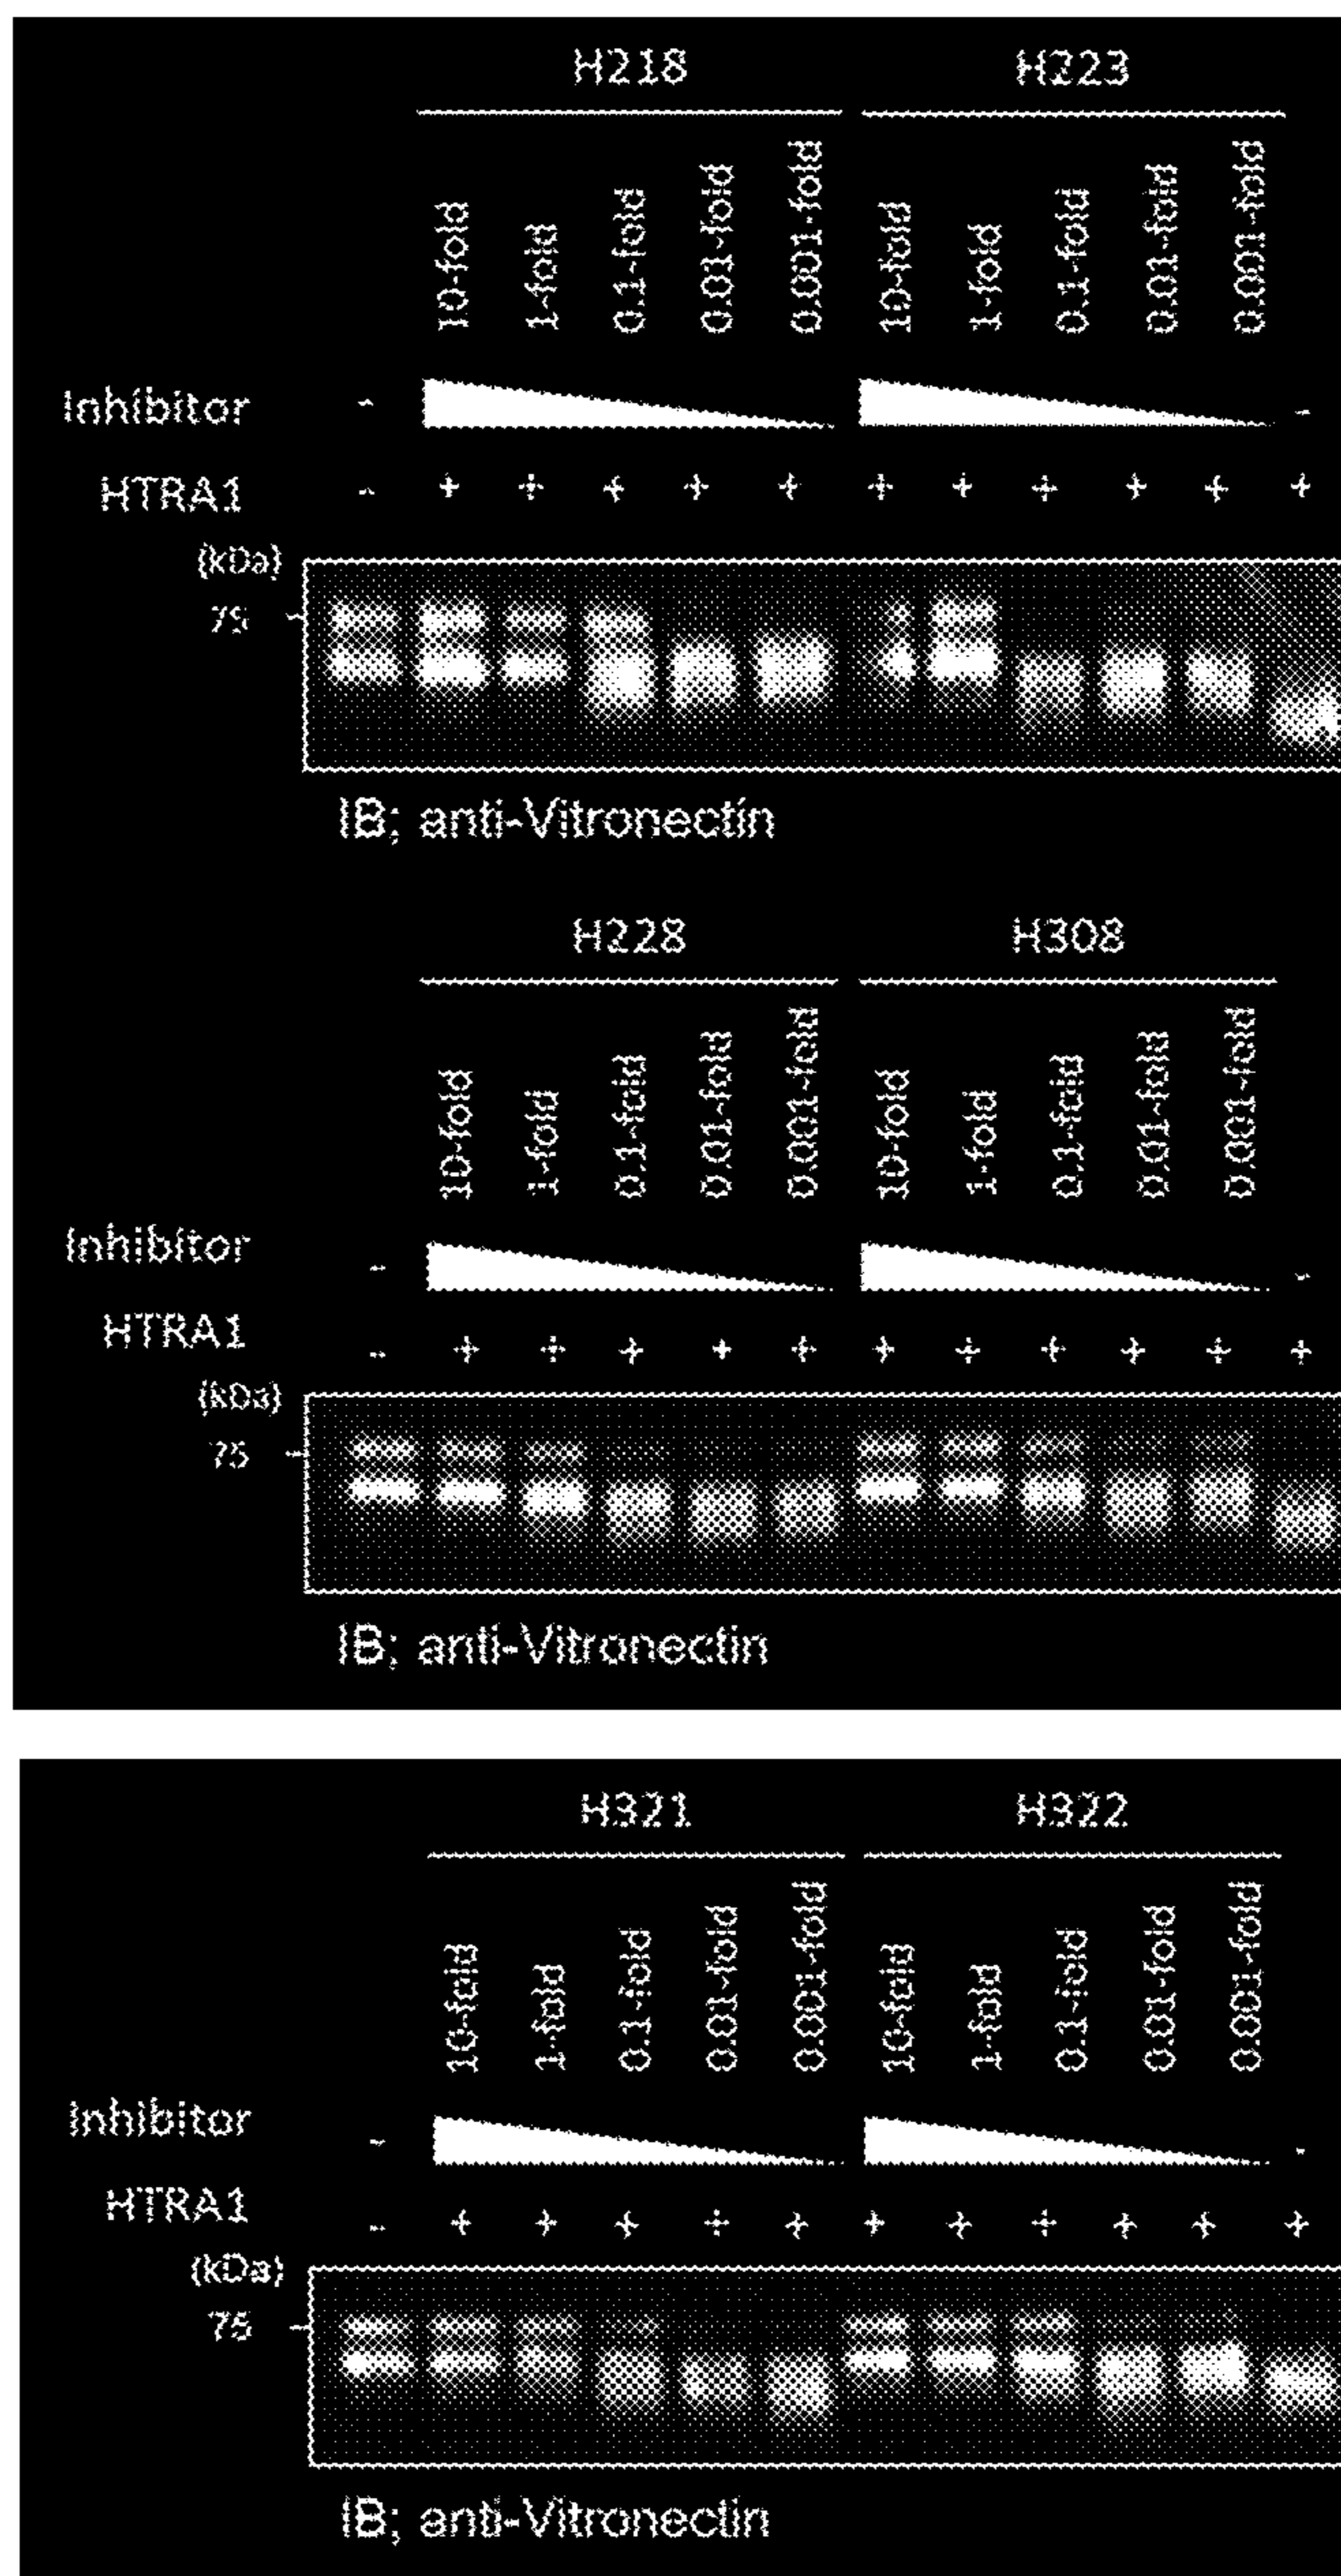 H218 H223
10-fold 1-fold 0.1-fold 0.01-fold 0.001-fold 10-fold 1-fold 0.1-fold 0.01-fold 0.001-fold
Inhibitor - -
HTRA1 - + + + + + + + + + + +
(kDa)
75
IB; anti-Vitronectin
H228 H308
10-fold 1-fold 0.1-fold 0.01-fold 0.001-fold 10-fold 1-fold 0.1-fold 0.01-fold 0.001-fold
Inhibitor - -
HTRA1 - + + + + + + + + + + +
(kDa)
75
IB; anti-Vitronectin
H321 H322
10-fold 1-fold 0.1-fold 0.01-fold 0.001-fold 10-fold 1-fold 0.1-fold 0.01-fold 0.001-fold
Inhibitor - -
HTRA1 - + + + + + + + + + + +
(kDa)
75
IB; anti-Vitronectin